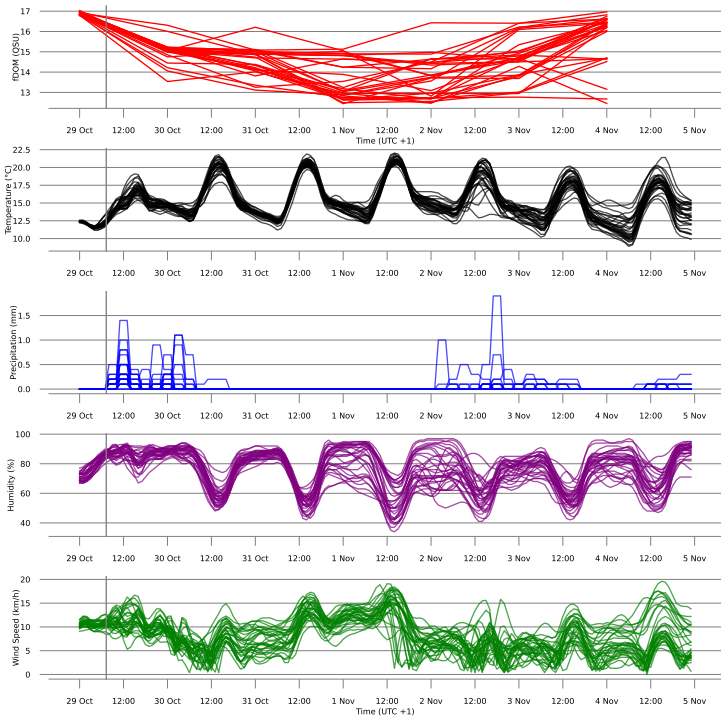 fDOM (QSU)
17
16
15
14
13
29 Oct 12:00 30 Oct 12:00 31 Oct 12:00 1 Nov 12:00 2 Nov 12:00 3 Nov 12:00 4 Nov 12:00 5 Nov
Time (UTC +1)
Temperature (°C)
22.5
20.0
17.5
15.0
12.5
10.0
29 Oct 12:00 30 Oct 12:00 31 Oct 12:00 1 Nov 12:00 2 Nov 12:00 3 Nov 12:00 4 Nov 12:00 5 Nov
Precipitation (mm)
1.5
1.0
0.5
0.0
29 Oct 12:00 30 Oct 12:00 31 Oct 12:00 1 Nov 12:00 2 Nov 12:00 3 Nov 12:00 4 Nov 12:00 5 Nov
Humidity (%)
100
80
60
40
29 Oct 12:00 30 Oct 12:00 31 Oct 12:00 1 Nov 12:00 2 Nov 12:00 3 Nov 12:00 4 Nov 12:00 5 Nov
Wind Speed (km/h)
20
15
10
5
0
29 Oct 12:00 30 Oct 12:00 31 Oct 12:00 1 Nov 12:00 2 Nov 12:00 3 Nov 12:00 4 Nov 12:00 5 Nov
Time (UTC +1)